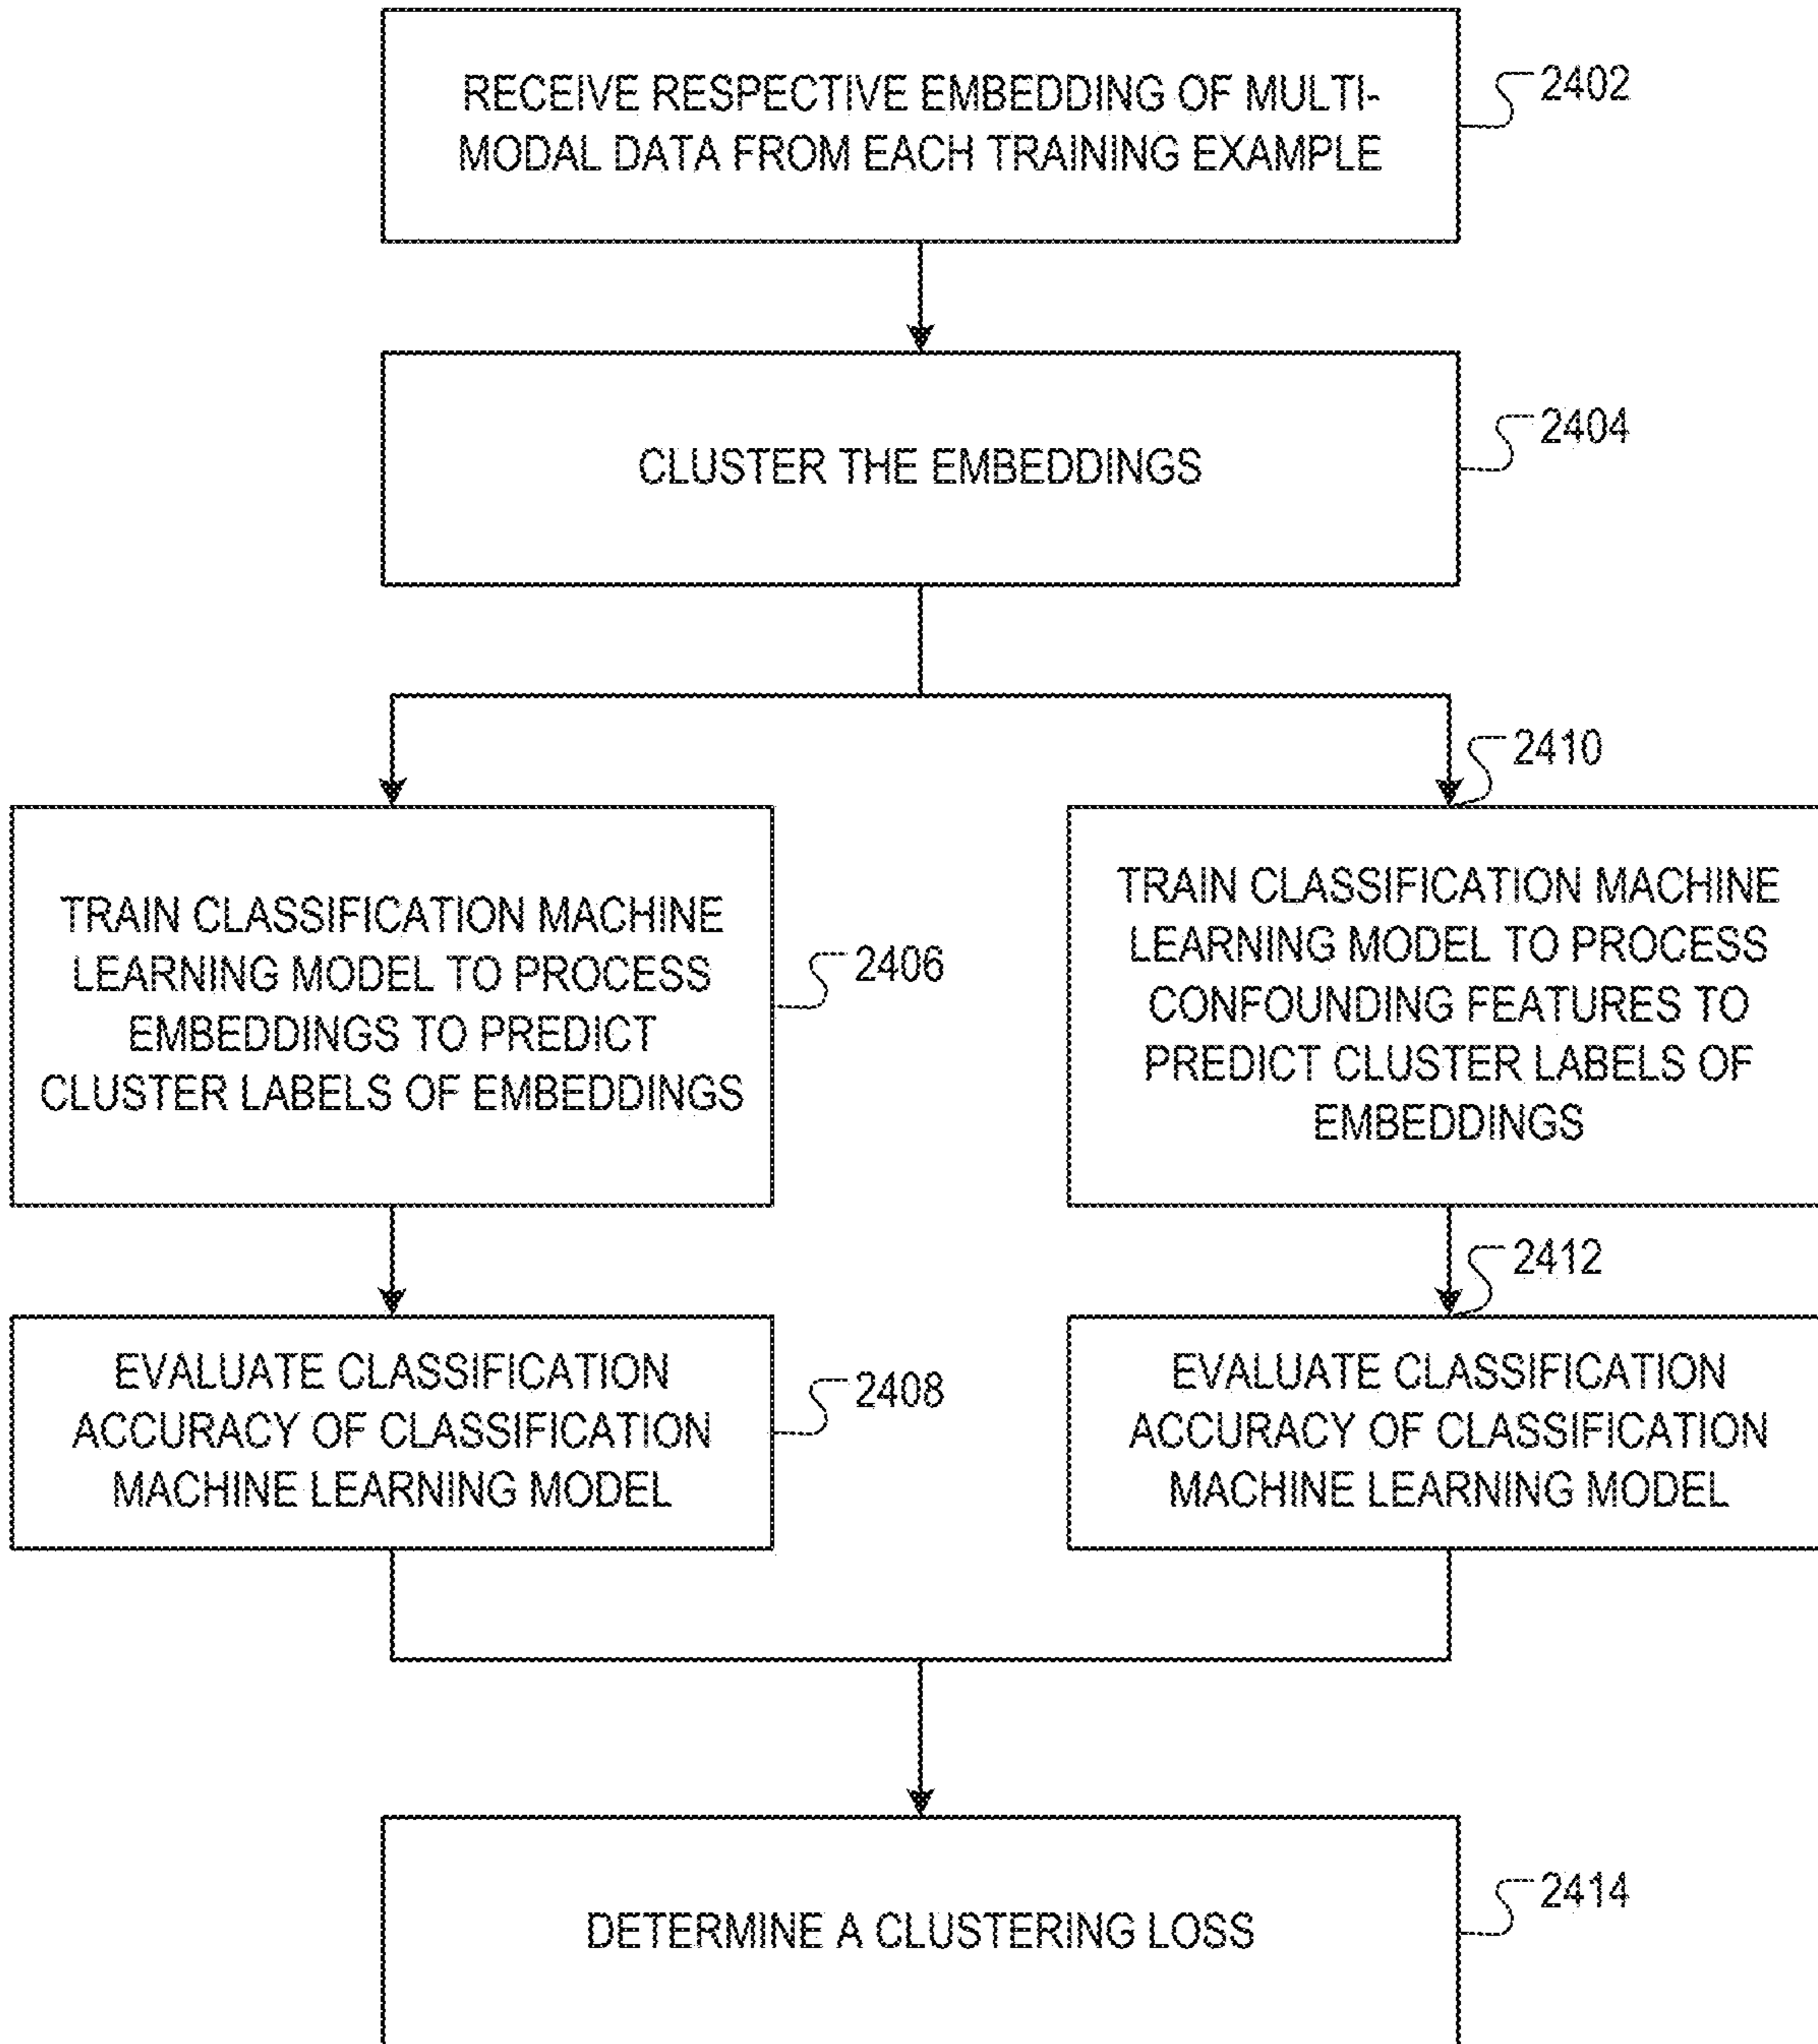 RECEIVE RESPECTIVE EMBEDDING OF MULTI-
MODAL DATA FROM EACH TRAINING EXAMPLE
2402
CLUSTER THE EMBEDDINGS
2404
TRAIN CLASSIFICATION MACHINE
LEARNING MODEL TO PROCESS
EMBEDDINGS TO PREDICT
CLUSTER LABELS OF EMBEDDINGS
2406
2410
TRAIN CLASSIFICATION MACHINE
LEARNING MODEL TO PROCESS
CONFOUNDING FEATURES TO
PREDICT CLUSTER LABELS OF
EMBEDDINGS
EVALUATE CLASSIFICATION
ACCURACY OF CLASSIFICATION
MACHINE LEARNING MODEL
2408
2412
EVALUATE CLASSIFICATION
ACCURACY OF CLASSIFICATION
MACHINE LEARNING MODEL
DETERMINE A CLUSTERING LOSS
2414